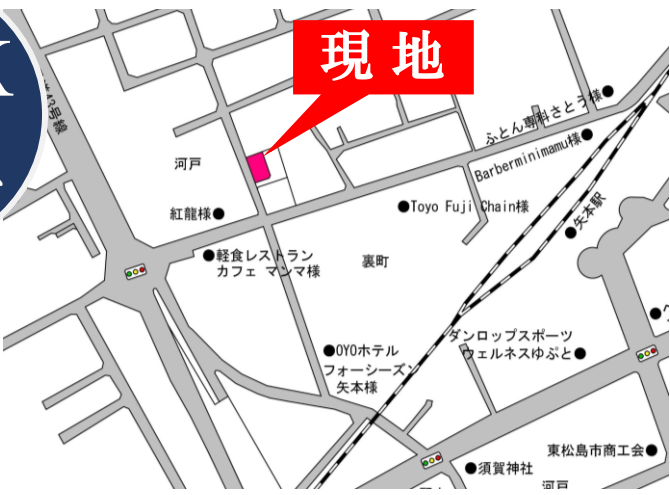 現地
43号線
ふとん専科さとう様
Barberminimamu様
河戸
矢本駅
紅龍様
Toyo Fuji Chain様
軽食レストラン
カフェ マンマ様
裏町
OYOホテル
フォーシーズン
矢本様
ダンロップスポーツ
ウェルネスゆぷと
東松島市商工会
須賀神社
河戸